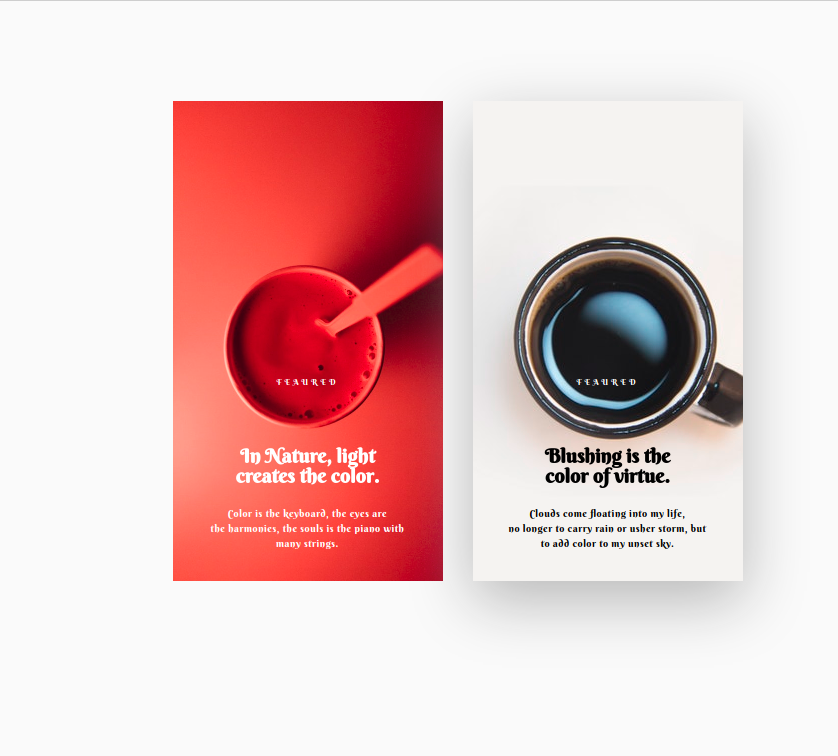 FEAURED
In Nature, light
creates the color.
Color is the keyboard, the eyes are
the harmonies, the souls is the piano with
many strings.
FEAURED
Blushing is the
color of virtue.
Clouds come floating into my life,
no longer to carry rain or usher storm, but
to add color to my unset sky.